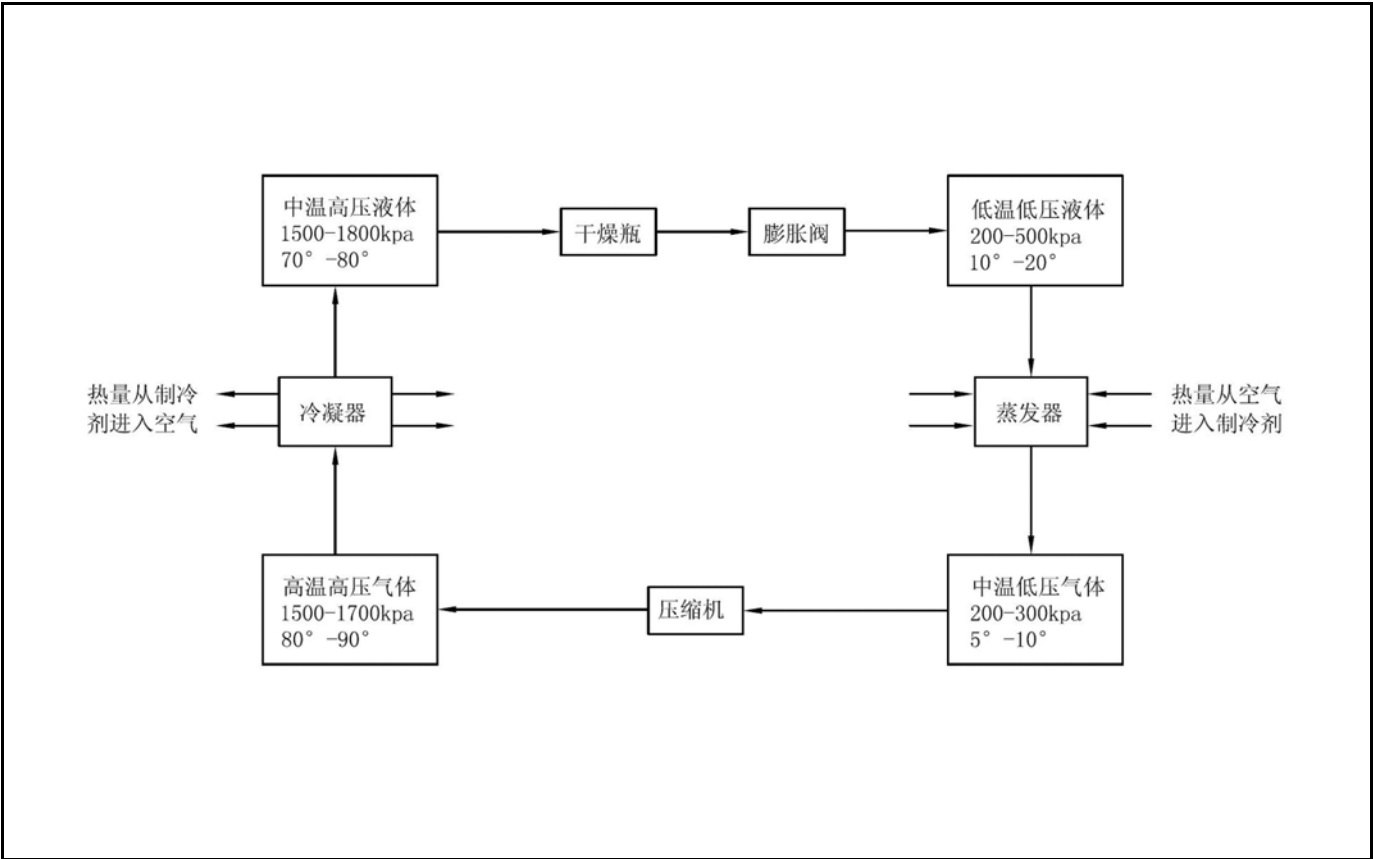 中温高压液体
1500-1800kpa
70°-80°
干燥瓶
膨胀阀
低温低压液体
200-500kpa
10°-20°
热量从制冷
剂进入空气
冷凝器
蒸发器
热量从空气
进入制冷剂
高温高压气体
1500-1700kpa
80°-90°
压缩机
中温低压气体
200-300kpa
5°-10°